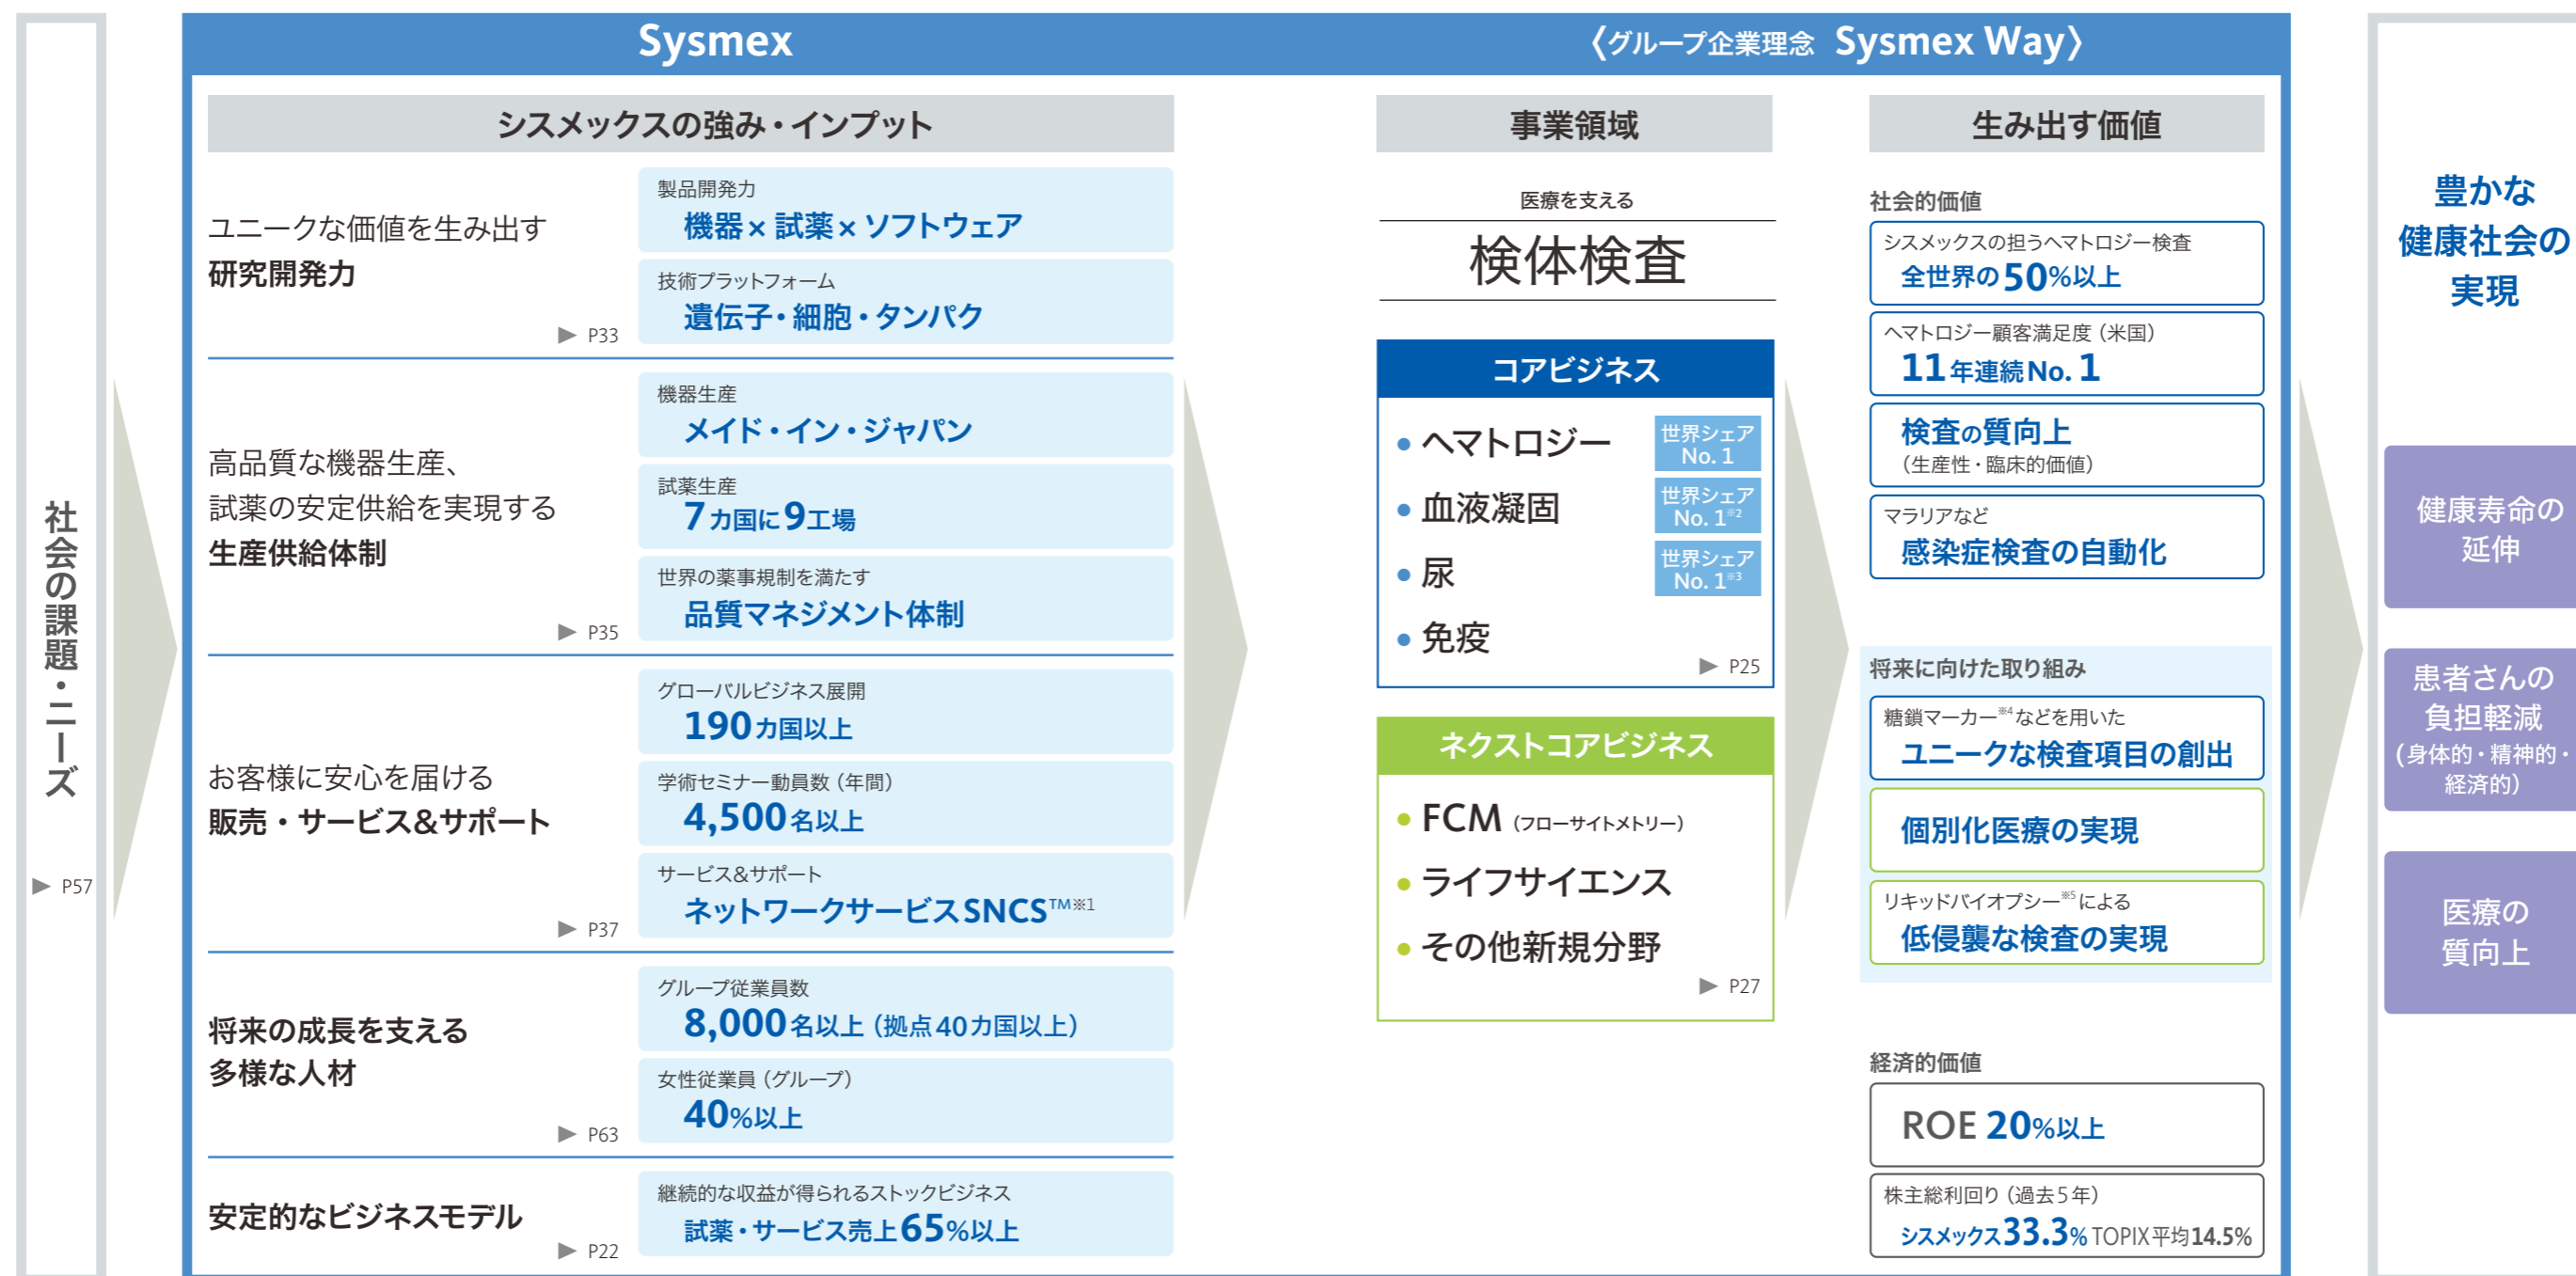 社会の課題・ニーズ
▶ P57
Sysmex
〈グループ企業理念 Sysmex Way〉
シスメックスの強み・インプット
ユニークな価値を生み出す
研究開発力
▶ P33
製品開発力
機器×試薬×ソフトウェア
技術プラットフォーム
遺伝子・細胞・タンパク
高品質な機器生産、
試薬の安定供給を実現する
生産供給体制
▶ P35
機器生産
メイド・イン・ジャパン
試薬生産
7カ国に9工場
世界の薬事規制を満たす
品質マネジメント体制
お客様に安心を届ける
販売・サービス&サポート
▶ P37
グローバルビジネス展開
190カ国以上
学術セミナー動員数（年間）
4,500名以上
サービス&サポート
ネットワークサービスSNCS™※1
将来の成長を支える
多様な人材
▶ P63
グループ従業員数
8,000名以上（拠点40カ国以上）
女性従業員（グループ）
40%以上
安定的なビジネスモデル
▶ P22
継続的な収益が得られるストックビジネス
試薬・サービス売上65%以上
事業領域
医療を支える
検体検査
コアビジネス
• ヘマトロジー
世界シェア
No. 1
• 血液凝固
世界シェア
No. 1※2
• 尿
世界シェア
No. 1※3
• 免疫
▶ P25
ネクストコアビジネス
• FCM（フローサイトメトリー）
• ライフサイエンス
• その他新規分野
▶ P27
生み出す価値
社会的価値
シスメックスの担うヘマトロジー検査
全世界の50%以上
ヘマトロジー顧客満足度（米国）
11年連続No. 1
検査の質向上
（生産性・臨床的価値）
マラリアなど
感染症検査の自動化
将来に向けた取り組み
糖鎖マーカー※4などを用いた
ユニークな検査項目の創出
個別化医療の実現
リキッドバイオプシー※5による
低侵襲な検査の実現
経済的価値
ROE 20%以上
株主総利回り（過去5年）
シスメックス33.3% TOPIX平均14.5%
豊かな
健康社会の
実現
健康寿命の
延伸
患者さんの
負担軽減
（身体的・精神的・
経済的）
医療の
質向上